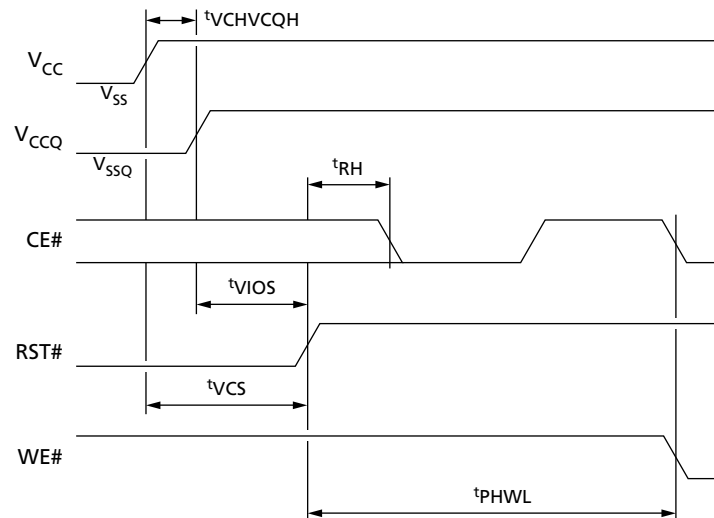 tVCHVCQH
VCC
VSS
VCCQ
VSSQ
tRH
CE#
tVIOS
RST#
tVCS
WE#
tPHWL